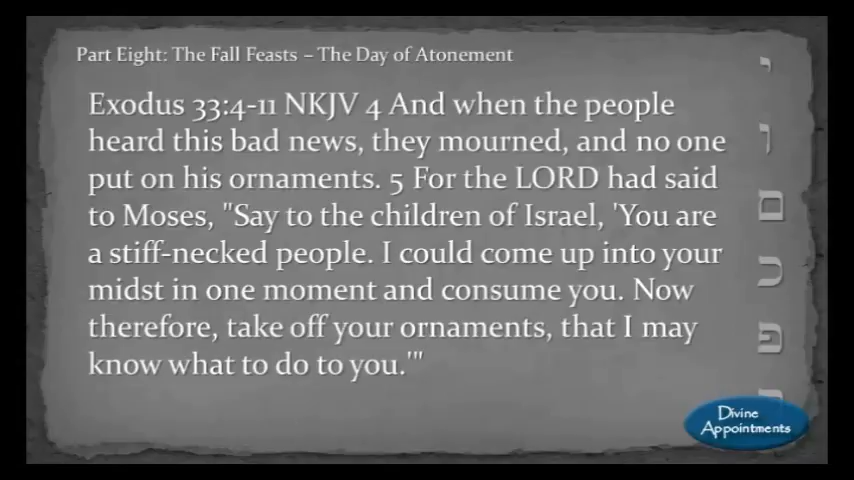 Part Eight: The Fall Feasts – The Day of Atonement
Exodus 33:4-11 NKJV 4 And when the people
heard this bad news, they mourned, and no one
put on his ornaments. 5 For the LORD had said
to Moses, "Say to the children of Israel, 'You are
a stiff-necked people. I could come up into your
midst in one moment and consume you. Now
therefore, take off your ornaments, that I may
know what to do to you.'"
Divine
Appointments